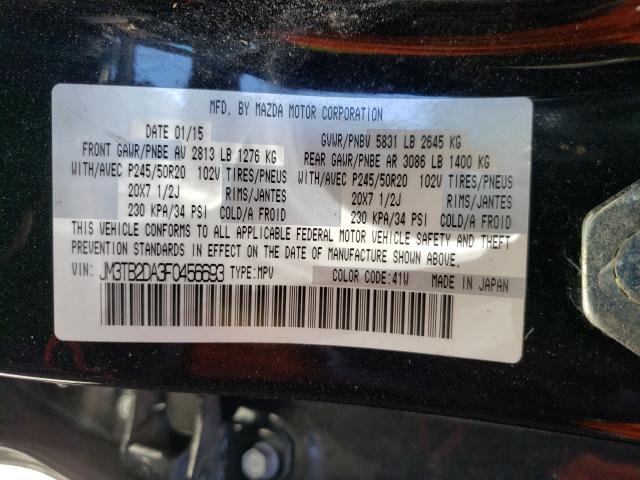 MFD. BY MAZDA MOTOR CORPORATION
DATE 01/15 GVWR/PNBV 5831 LB 2645 KG
FRONT GAWR/PNBE AV 2813 LB 1276 KG REAR GAWR/PNBE AR 3086 LB 1400 KG
WITH/AVEC P245/50R20 102V TIRES/PNEUS WITH/AVEC P245/50R20 102V TIRES/PNEUS
20X7 1/2J RIMS/JANTES 20X7 1/2J RIMS/JANTES
230 KPA/34 PSI COLD/A FROID 230 KPA/34 PSI COLD/A FROID
THIS VEHICLE CONFORMS TO ALL APPLICABLE FEDERAL MOTOR VEHICLE SAFETY AND THEFT
PREVENTION STANDARDS IN EFFECT ON THE DATE OF MANUFACTURE SHOWN ABOVE.
VIN: JM3TB2DA3F0456693 TYPE:MPV COLOR CODE:41W MADE IN JAPAN